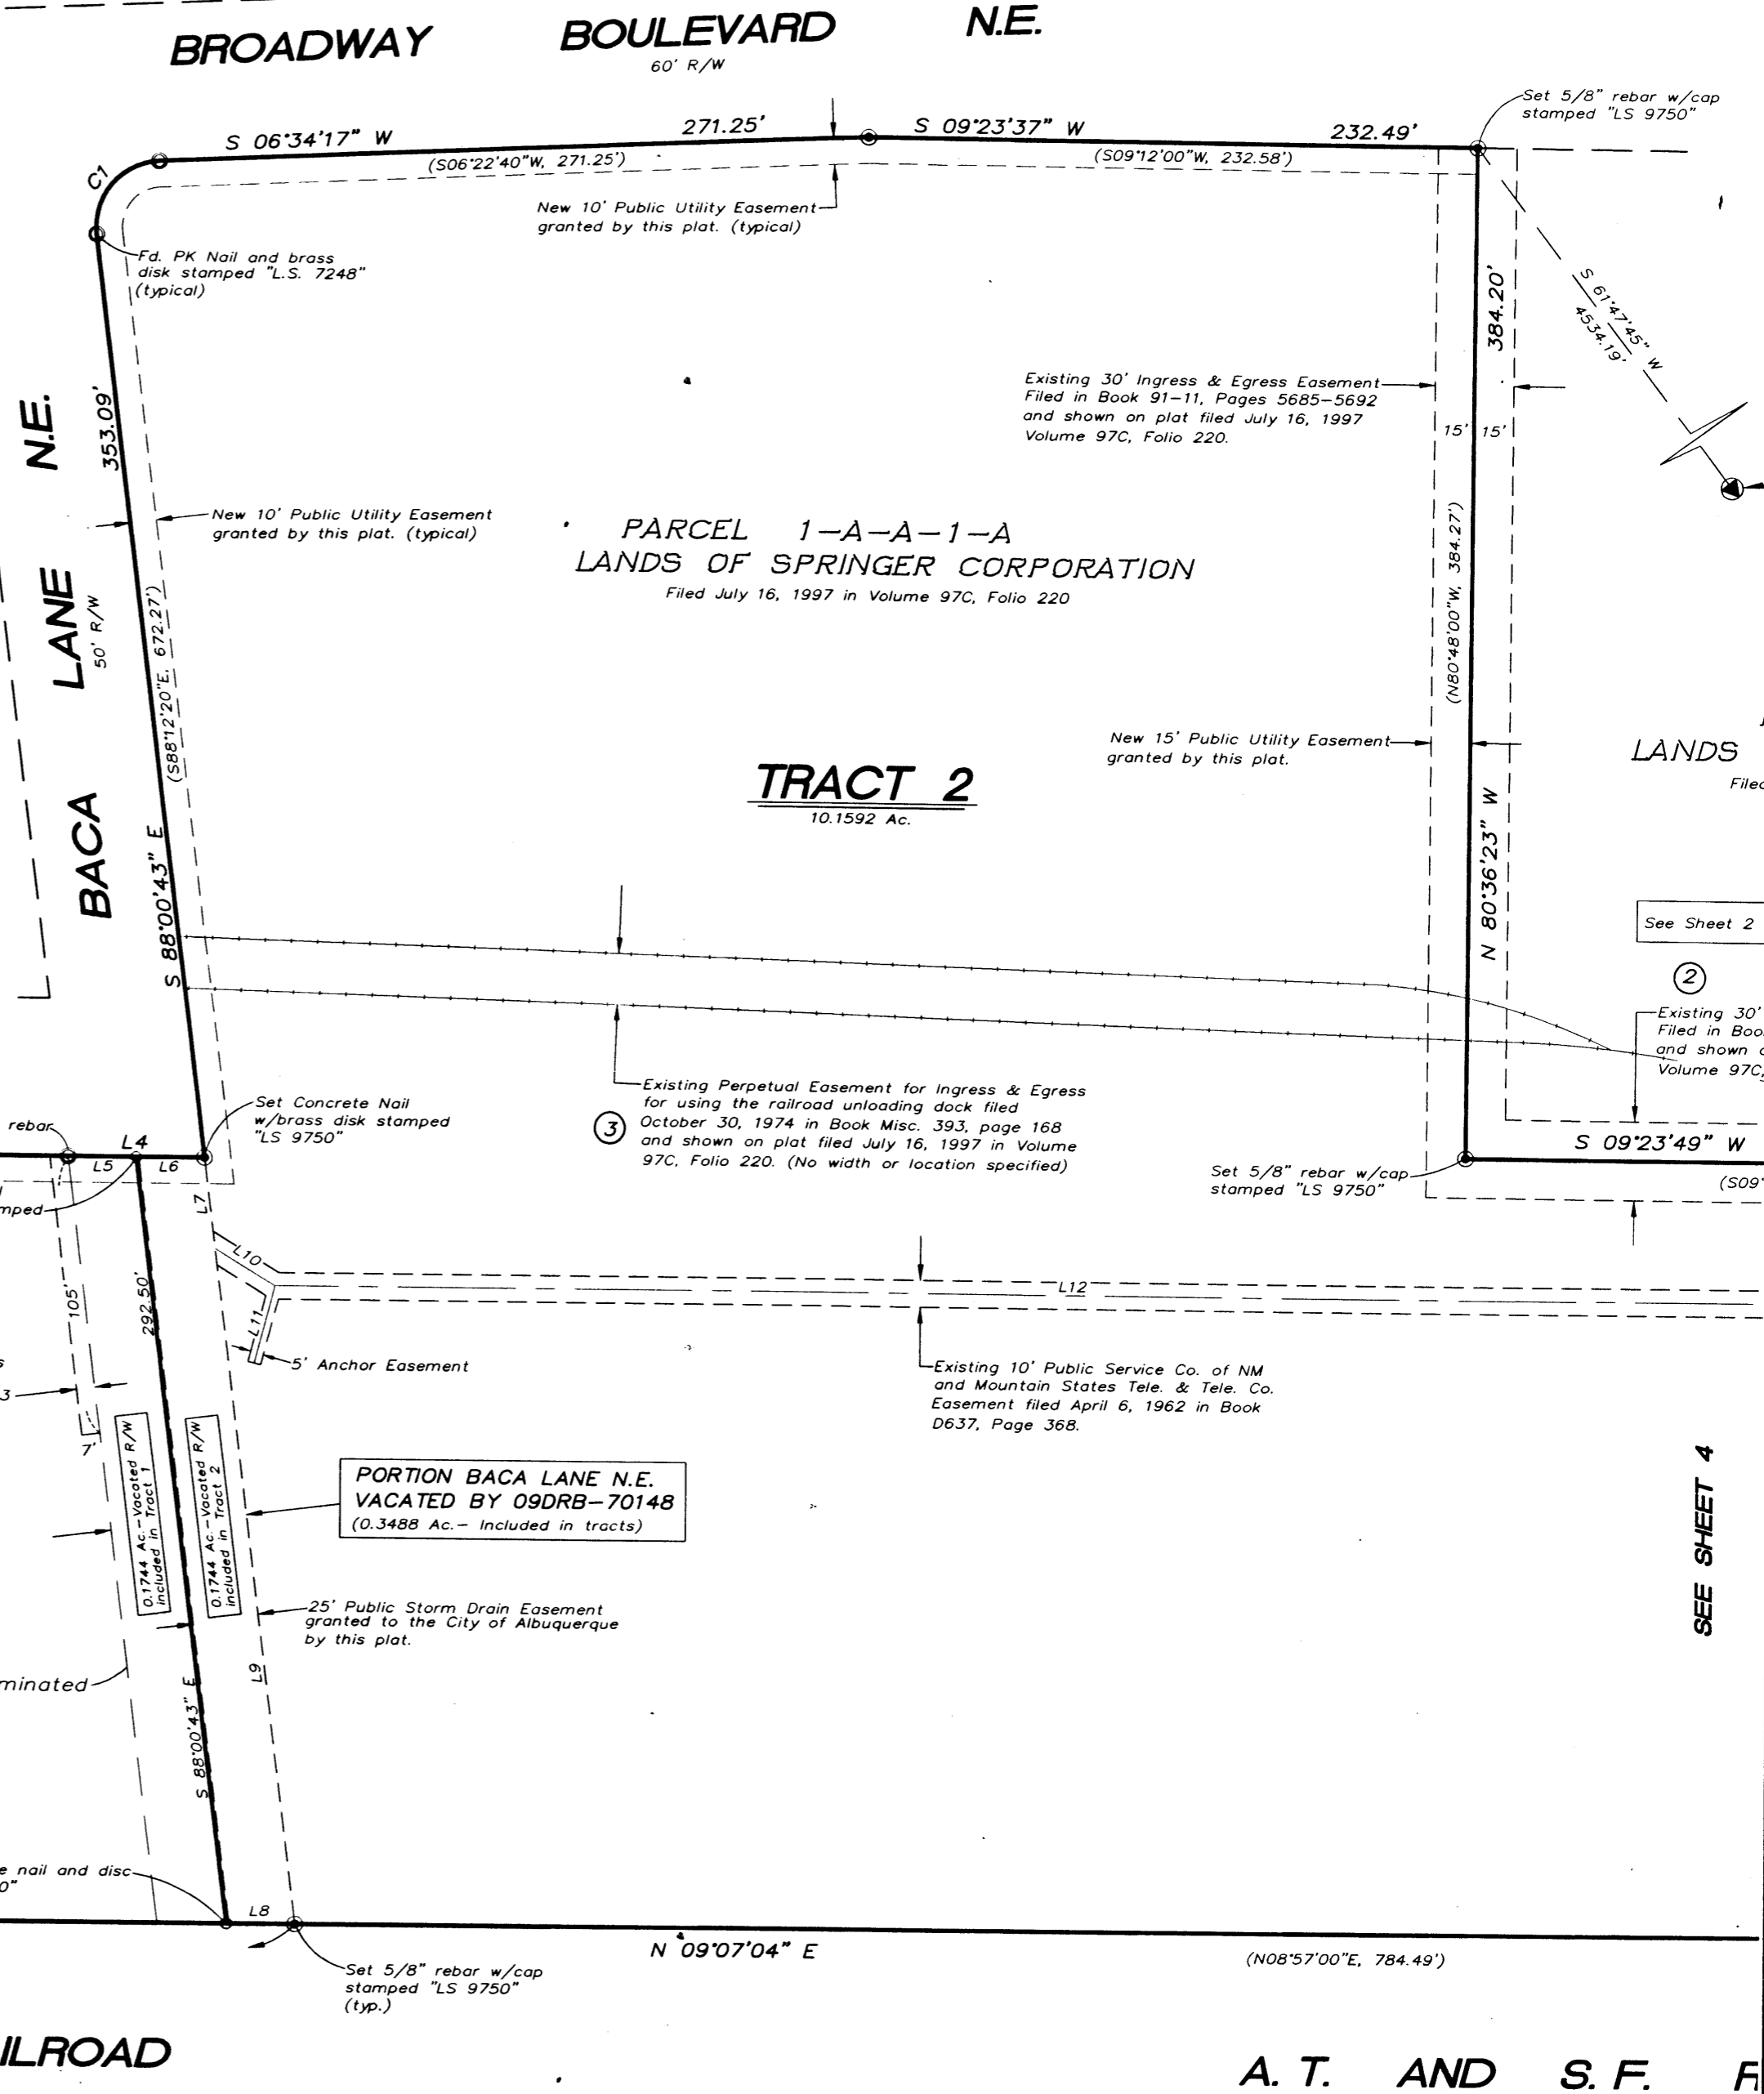 BROADWAY BOULEVARD N.E.
60' R/W
Set 5/8" rebar w/cap
stamped "LS 9750"
S 06°34'17" W 271.25' S 09°23'37" W 232.49'
(S06°22'40"W, 271.25') (S09°12'00"W, 232.58')
C1
New 10' Public Utility Easement
granted by this plat. (typical)
Fd. PK Nail and brass
disk stamped "L.S. 7248"
(typical)
S 61°47'45" W
4534.19'
384.20'
353.09'
Existing 30' Ingress & Egress Easement
Filed in Book 91-11, Pages 5685-5692
and shown on plat filed July 16, 1997
Volume 97C, Folio 220.
15' 15'
BACA LANE N.E.
50' R/W
New 10' Public Utility Easement
granted by this plat. (typical)
PARCEL 1-A-A-1-A
LANDS OF SPRINGER CORPORATION
Filed July 16, 1997 in Volume 97C, Folio 220
(N80°48'00"W, 384.27')
(S88°12'20"E, 672.27')
New 15' Public Utility Easement
granted by this plat.
LANDS
Filed
TRACT 2
10.1592 Ac.
S 88°00'43" E
N 80°36'23" W
See Sheet 2
2
Existing 30'
Filed in Boo
and shown o
Volume 97C,
Existing Perpetual Easement for Ingress & Egress
for using the railroad unloading dock filed
3 October 30, 1974 in Book Misc. 393, page 168
and shown on plat filed July 16, 1997 in Volume
97C, Folio 220. (No width or location specified)
Set Concrete Nail
w/brass disk stamped
"LS 9750"
rebar
L4
L5 L6
S 09°23'49" W
(S09°
Set 5/8" rebar w/cap
stamped "LS 9750"
mped
L7
L10
L12
L11
105'
292.50'
5' Anchor Easement
Existing 10' Public Service Co. of NM
and Mountain States Tele. & Tele. Co.
Easement filed April 6, 1962 in Book
D637, Page 368.
s
3
7'
0.1744 Ac.-Vacated R/W
included in Tract 1
0.1744 Ac.-Vacated R/W
included in Tract 2
PORTION BACA LANE N.E.
VACATED BY 09DRB-70148
(0.3488 Ac.- Included in tracts)
SEE SHEET 4
25' Public Storm Drain Easement
granted to the City of Albuquerque
by this plat.
L9
minated
S 88°00'43" E
e nail and disc
0"
L8
N 09°07'04" E
(N08°57'00"E, 784.49')
Set 5/8" rebar w/cap
stamped "LS 9750"
(typ.)
ILROAD
A. T. AND S. F. R